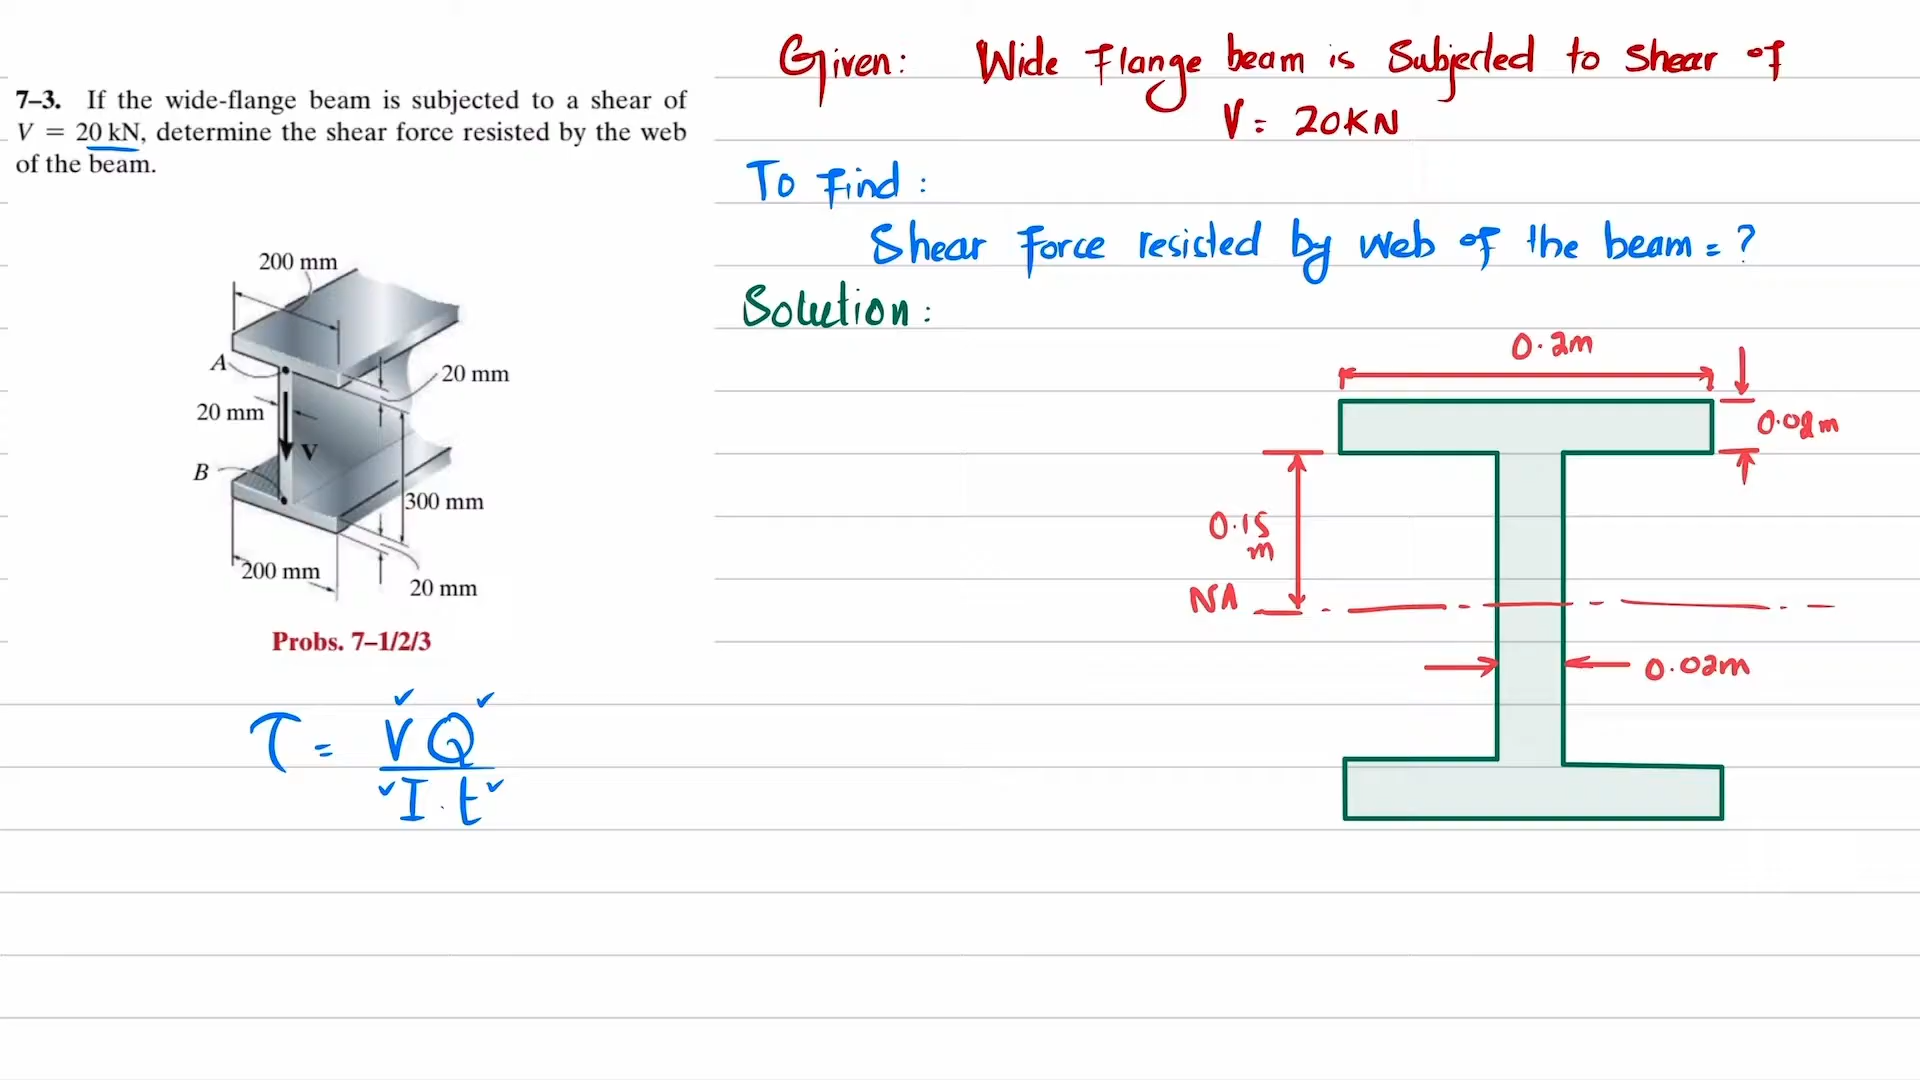 7–3. If the wide-flange beam is subjected to a shear of
V = 20 kN, determine the shear force resisted by the web
of the beam.
200 mm
A
20 mm
20 mm
V
B
300 mm
200 mm
20 mm
Probs. 7–1/2/3
τ = VQ
I.t
Given: Wide Flange beam is Subjected to Shear of
V = 20KN
To Find:
Shear Force resisted by web of the beam = ?
Solution:
0.2m
0.02m
0.15
m
NA
0.02m